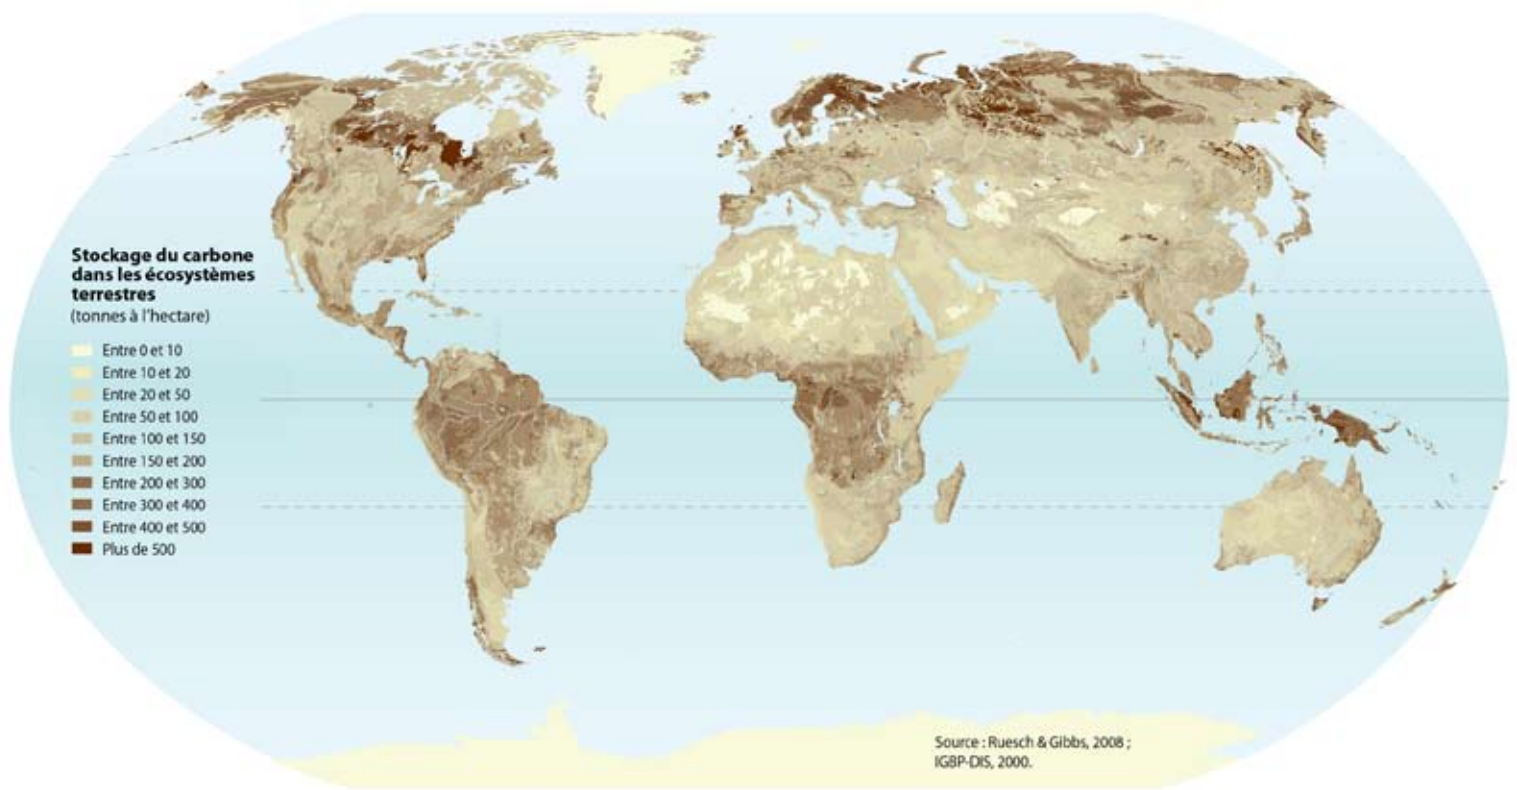 Stockage du carbone
dans les écosystèmes
terrestres
(tonnes à l'hectare)
Entre 0 et 10
Entre 10 et 20
Entre 20 et 50
Entre 50 et 100
Entre 100 et 150
Entre 150 et 200
Entre 200 et 300
Entre 300 et 400
Entre 400 et 500
Plus de 500
Source : Ruesch & Gibbs, 2008 ;
IGBP-DIS, 2000.